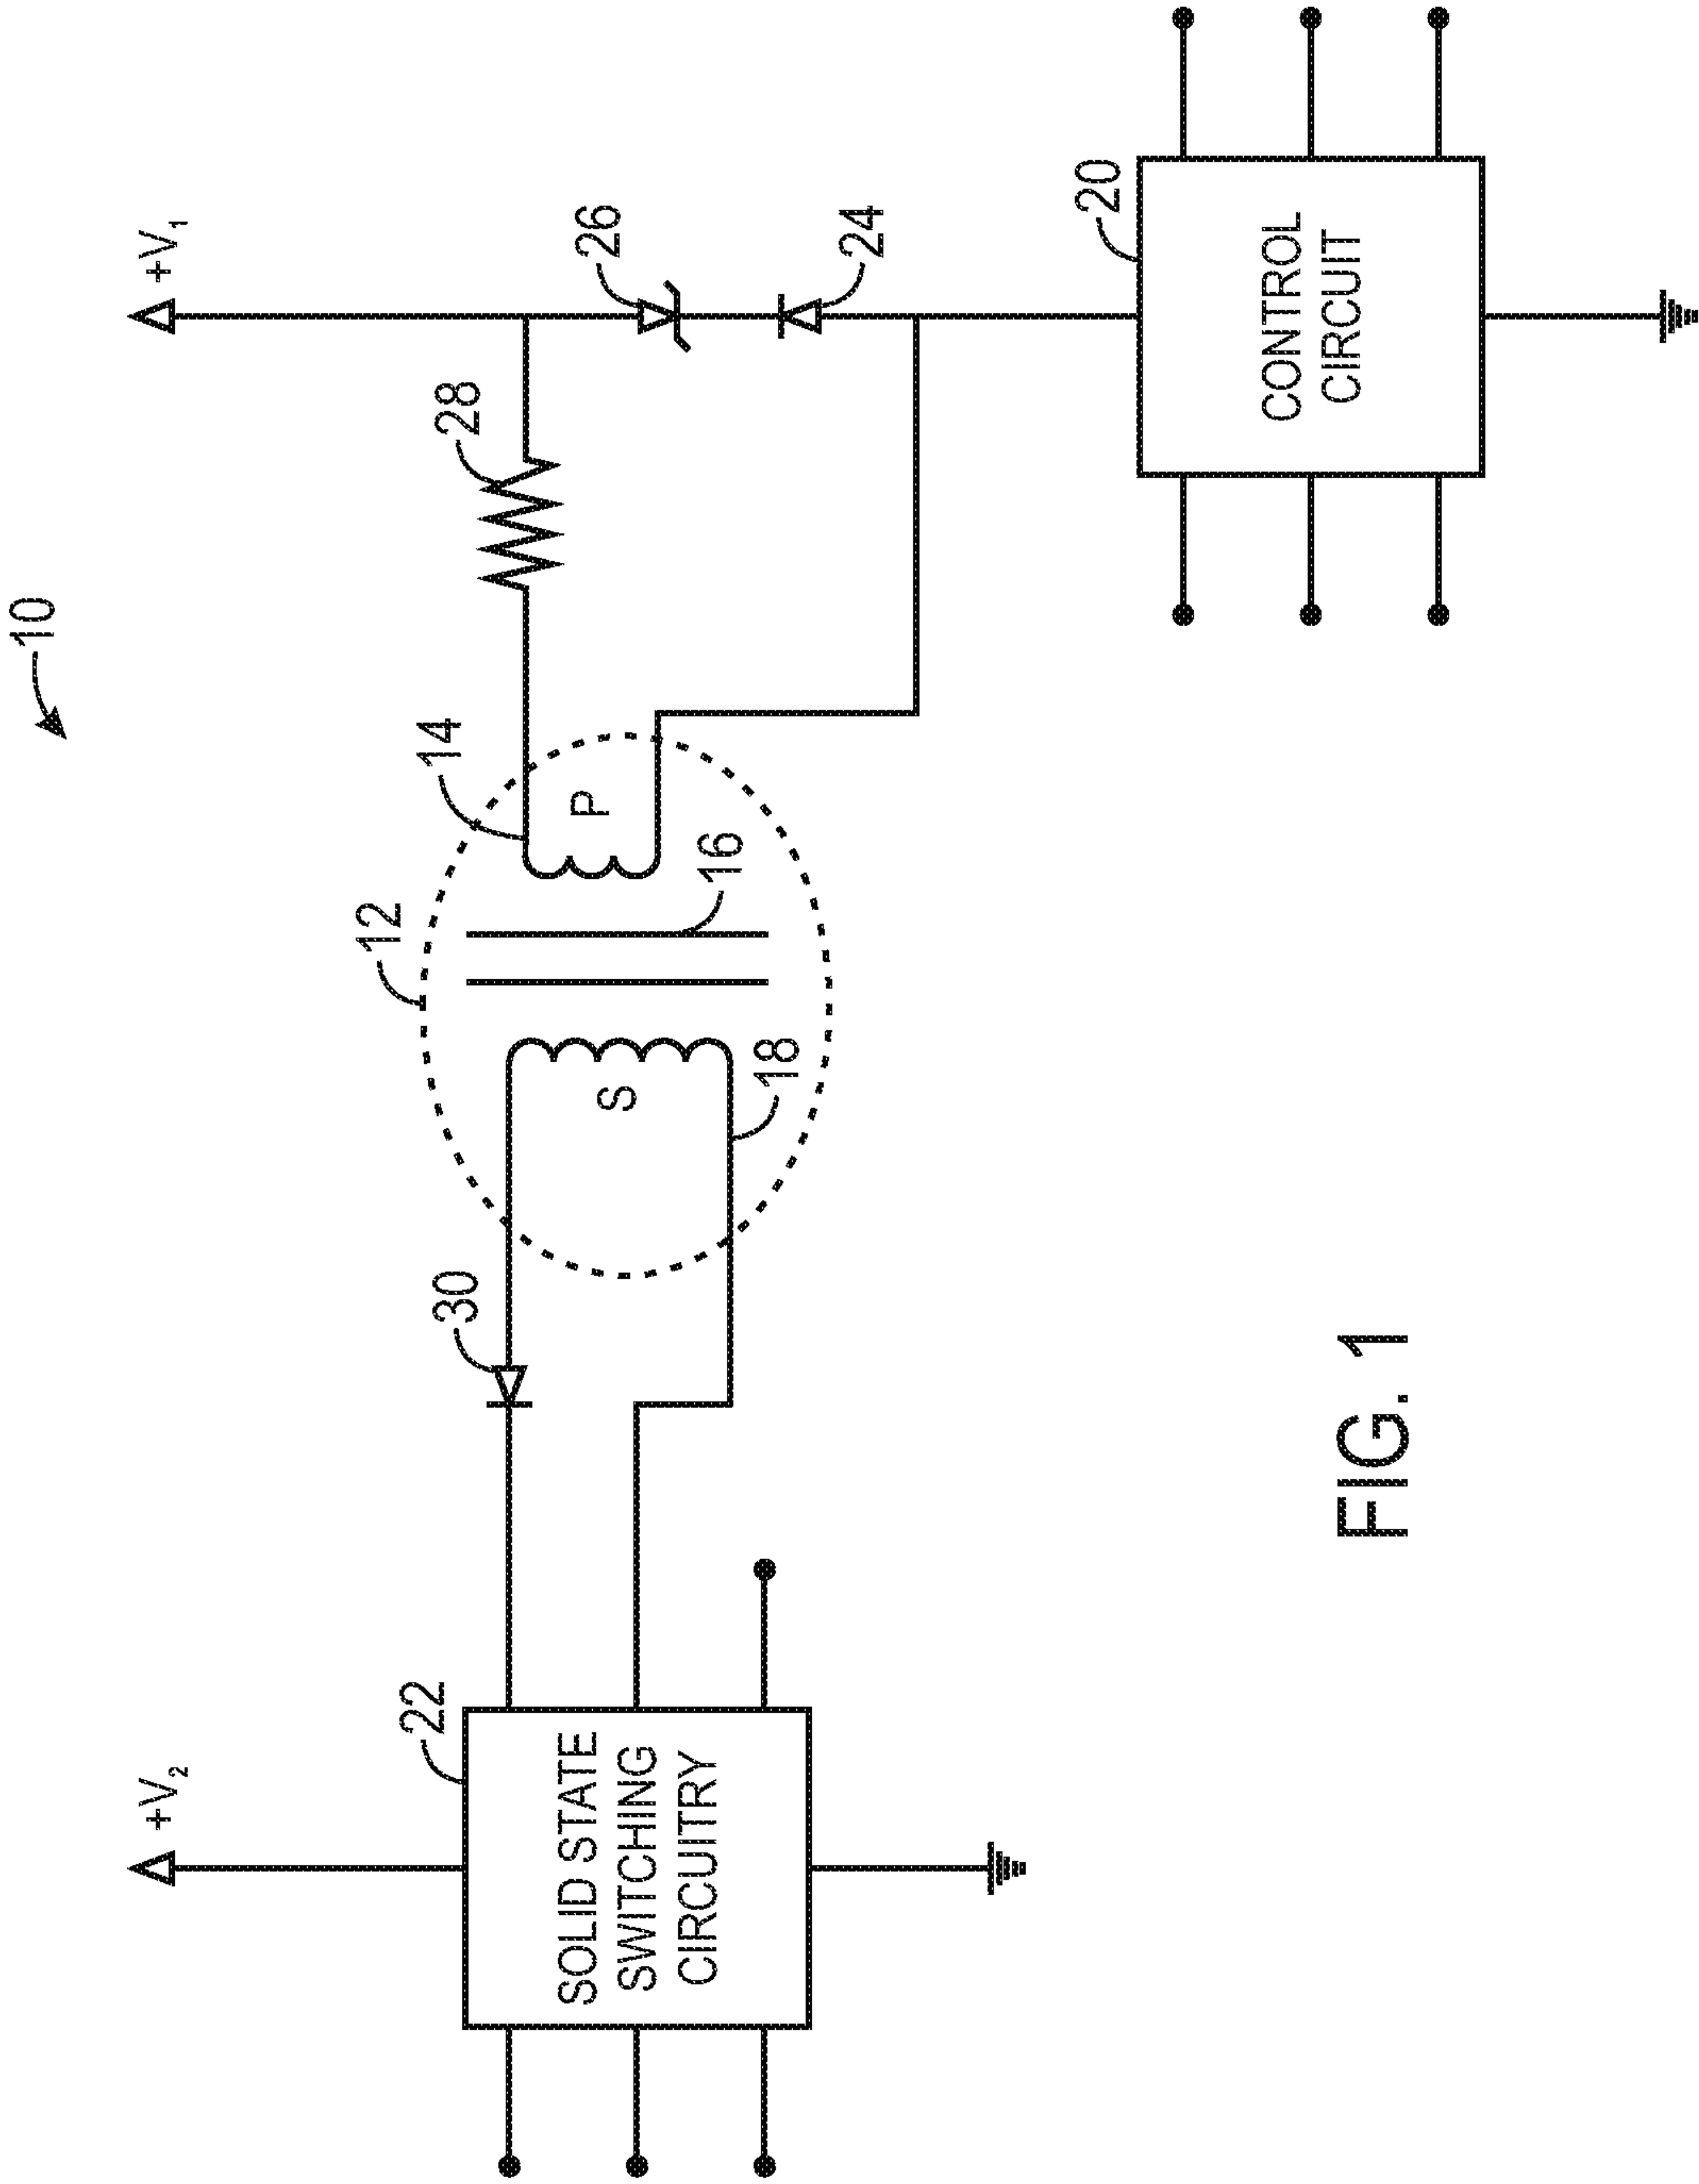 10
+V₂
+V₁
22
SOLID STATE
SWITCHING
CIRCUITRY
30
12
14
28
S
P
18
16
26
24
20
CONTROL
CIRCUIT
FIG. 1